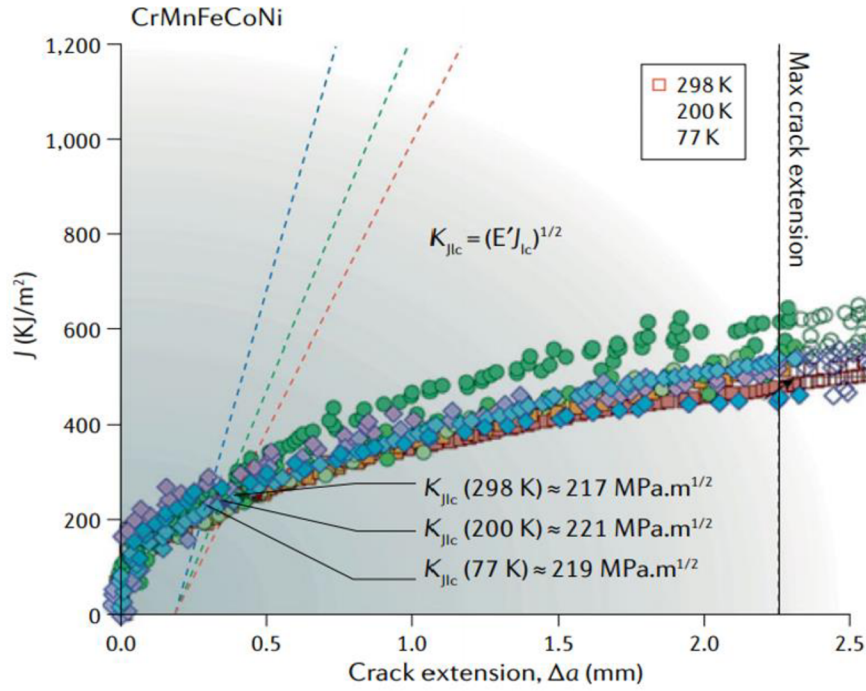 CrMnFeCoNi
1,200
1,000
800
600
400
200
0
J (KJ/m²)
0.0
0.5
1.0
1.5
2.0
2.5
Crack extension, Δa (mm)
298 K
200 K
77 K
Max crack extension
K_JIc = (E′J_Ic)^1/2
K_JIc (298 K) ≈ 217 MPa.m^1/2
K_JIc (200 K) ≈ 221 MPa.m^1/2
K_JIc (77 K) ≈ 219 MPa.m^1/2